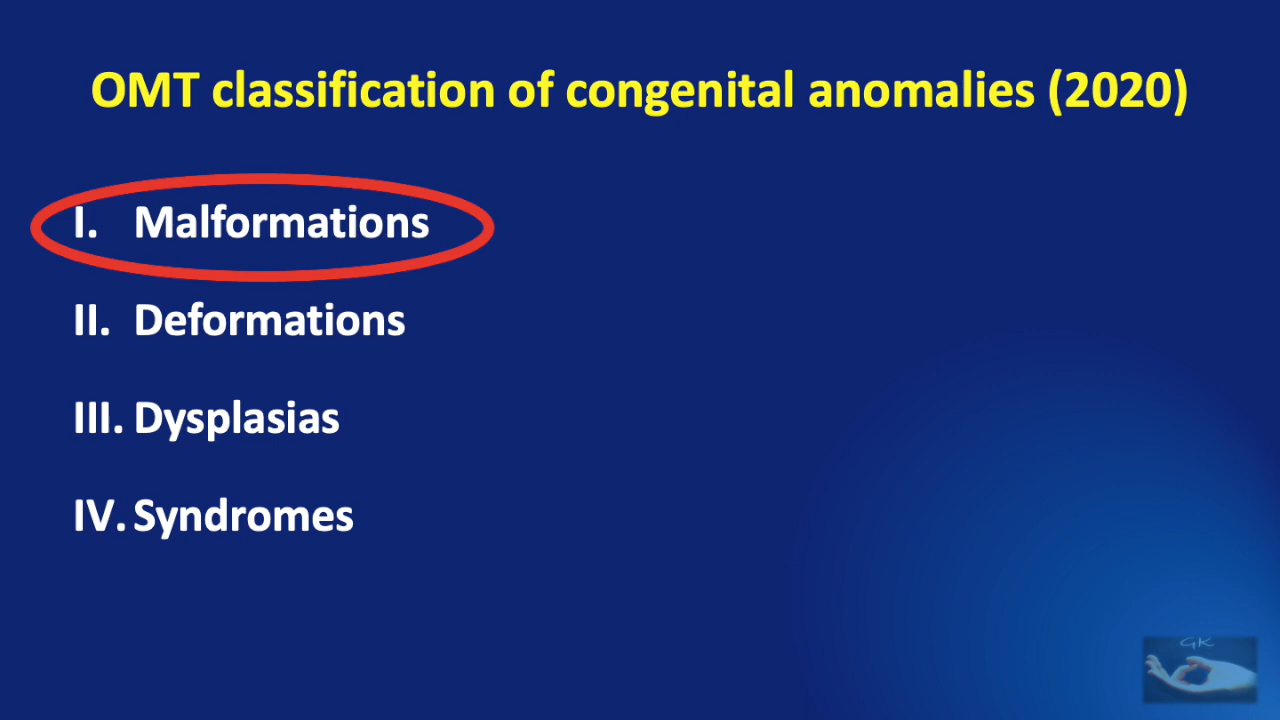 OMT classification of congenital anomalies (2020)
I. Malformations
II. Deformations
III. Dysplasias
IV. Syndromes
GK